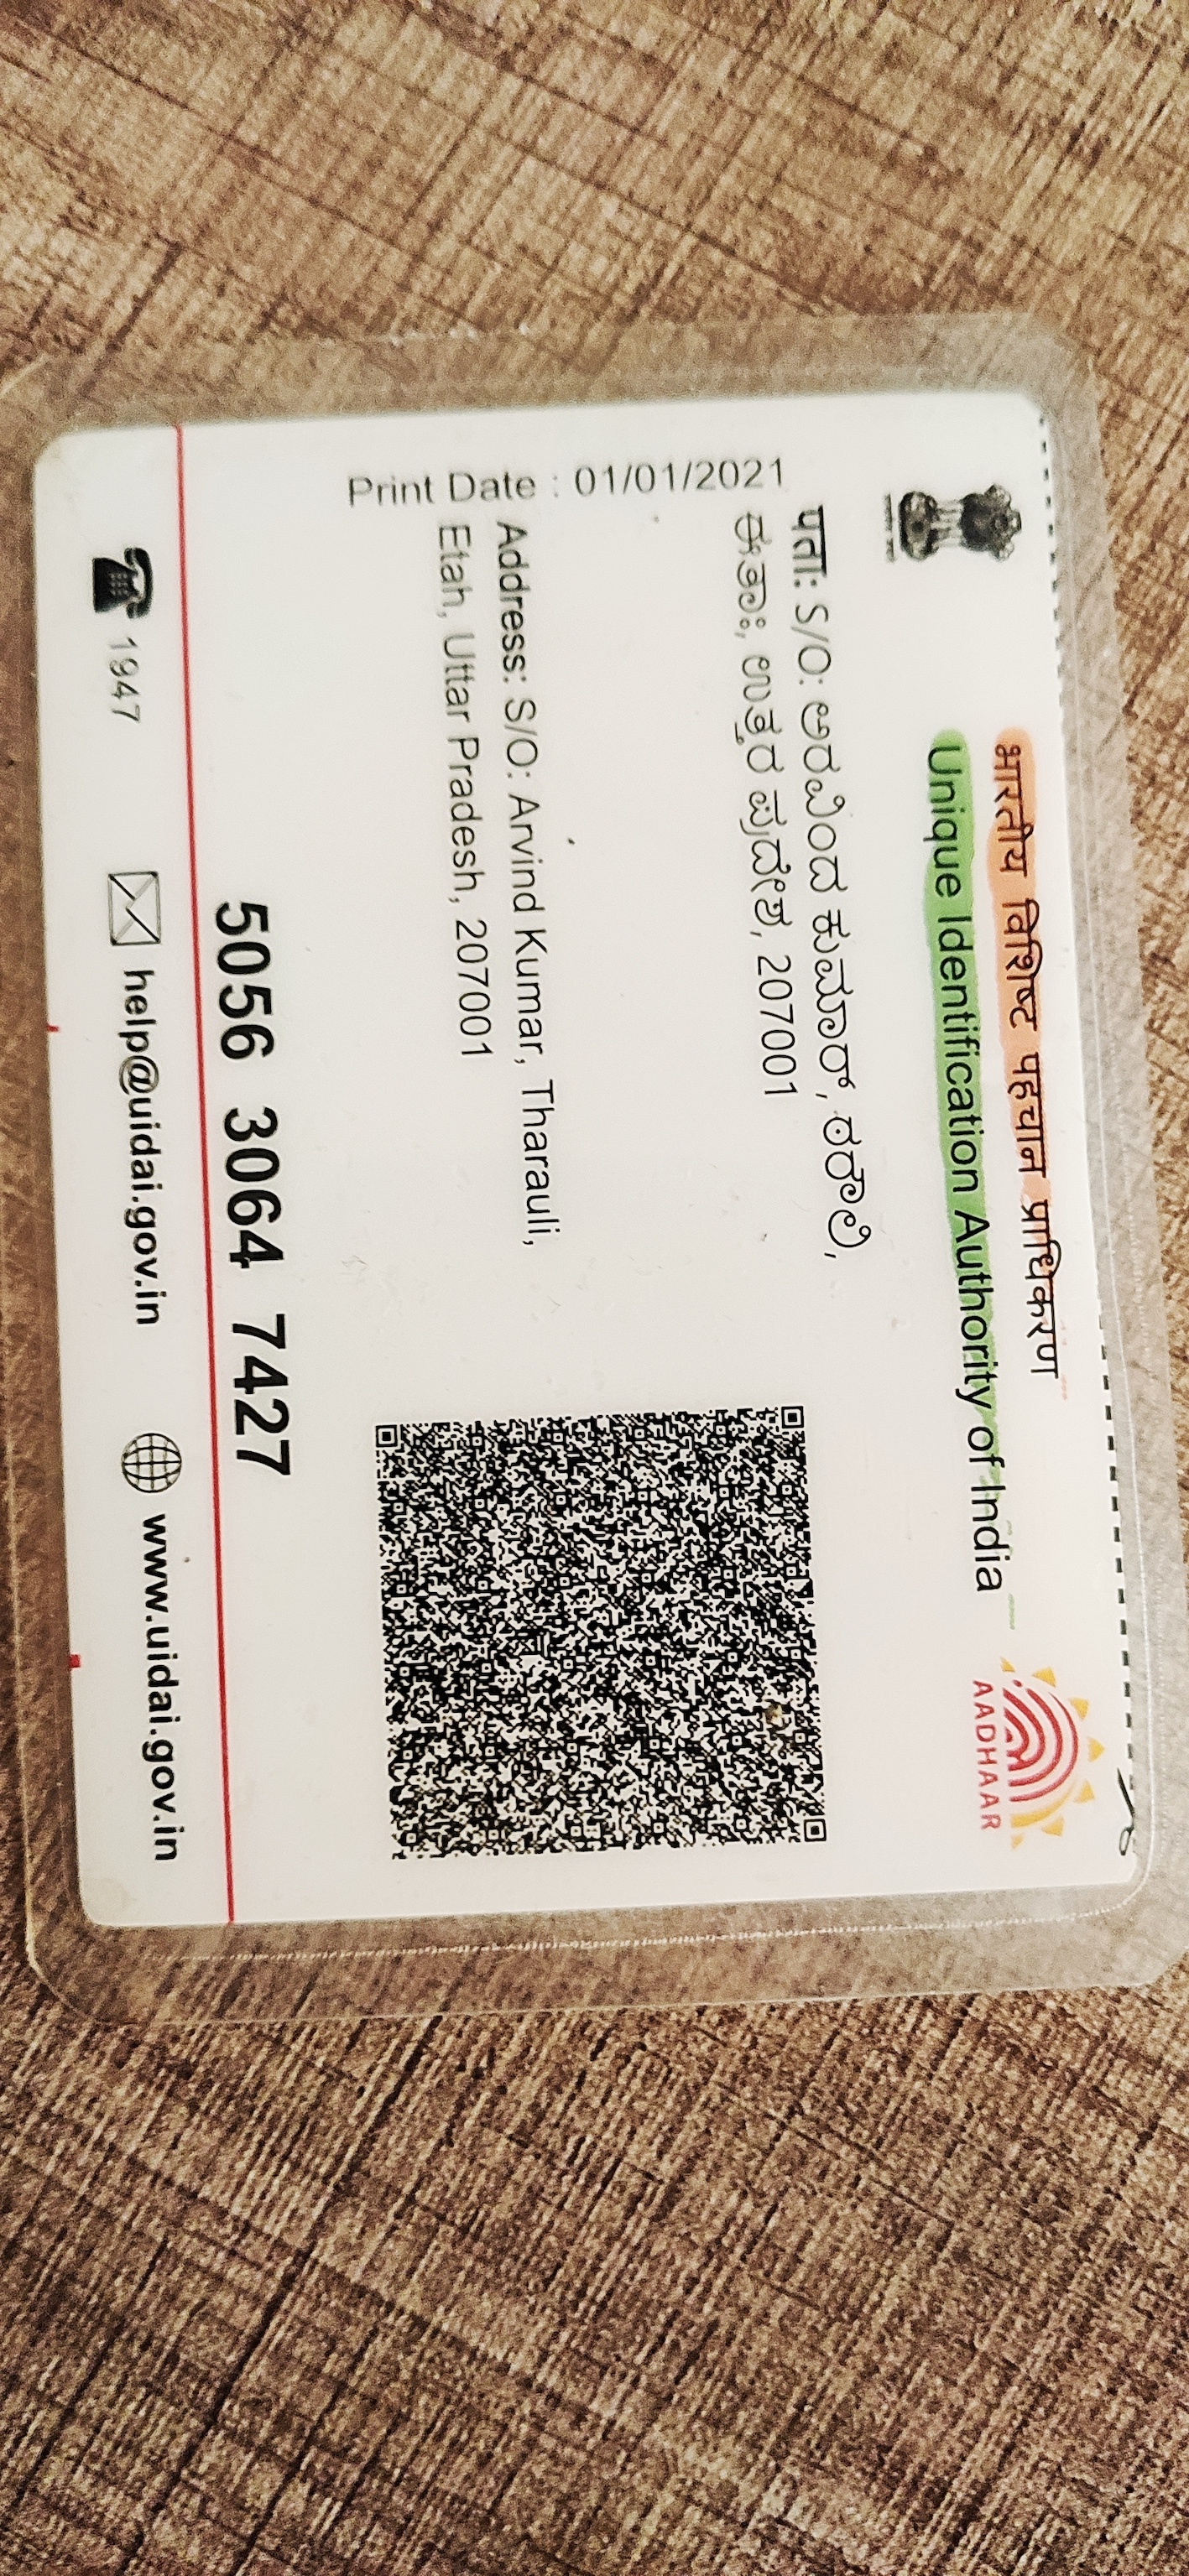 भारतीय विशिष्ट पहचान प्राधिकरण
Unique Identification Authority of India
AADHAAR
Print Date : 01/01/2021
पता: S/O: ಅರವಿಂದ ಕುಮಾರ್, ಠರಾಲಿ,
ಈತಾಃ, ಉತ್ತರ ಪ್ರದೇಶ, 207001
Address: S/O: Arvind Kumar, Tharauli,
Etah, Uttar Pradesh, 207001
5056 3064 7427
1947
help@uidai.gov.in
www.uidai.gov.in